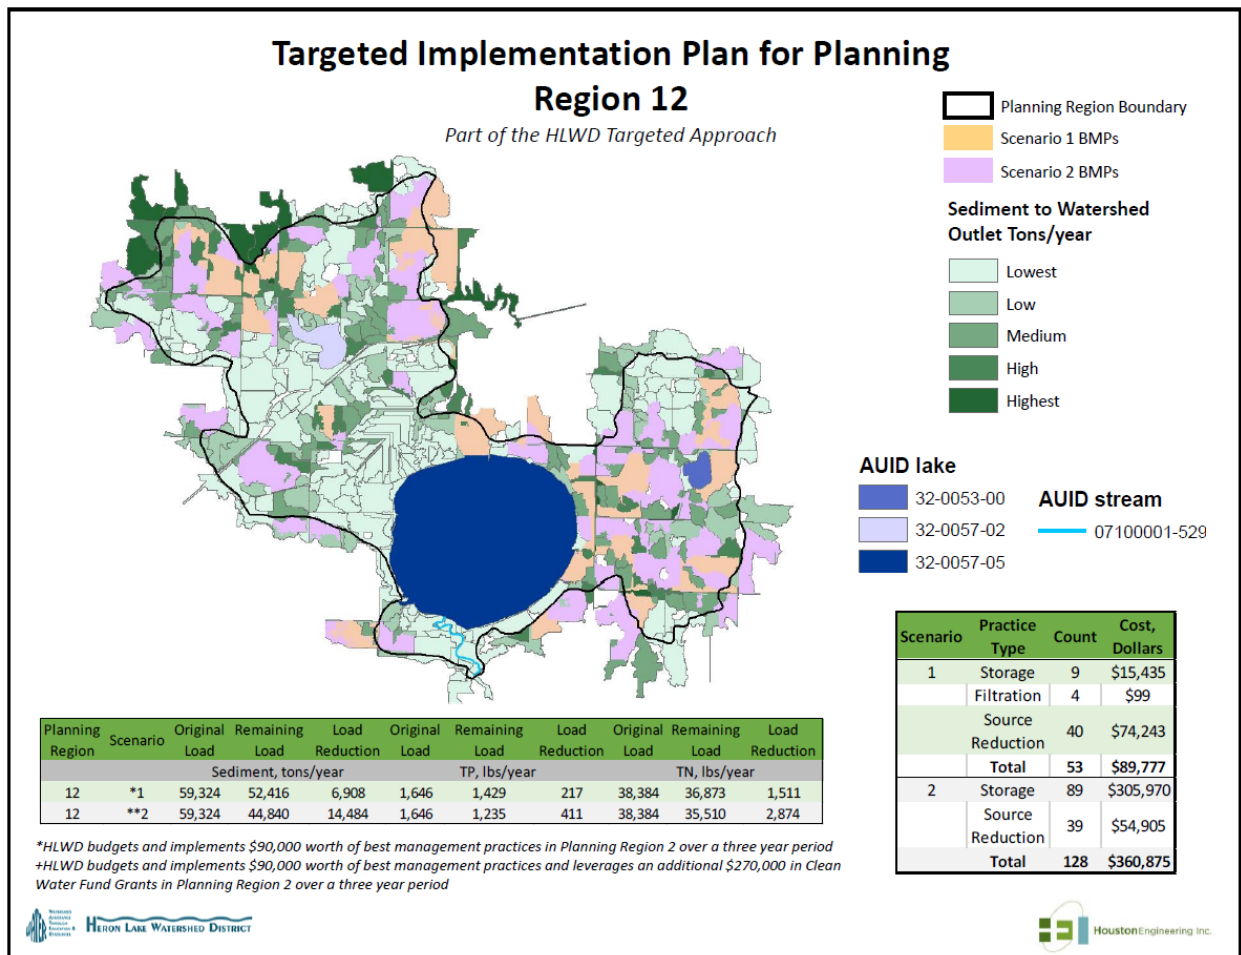 Targeted Implementation Plan for Planning
Region 12
Part of the HLWD Targeted Approach
Planning Region Boundary
Scenario 1 BMPs
Scenario 2 BMPs
Sediment to Watershed
Outlet Tons/year
Lowest
Low
Medium
High
Highest
AUID lake
32-0053-00
32-0057-02
32-0057-05
AUID stream
07100001-529
Scenario Practice Type Count Cost, Dollars
1 Storage 9 $15,435
Filtration 4 $99
Source Reduction 40 $74,243
Total 53 $89,777
2 Storage 89 $305,970
Source Reduction 39 $54,905
Total 128 $360,875
Planning Region Scenario Original Load Remaining Load Load Reduction Original Load Remaining Load Load Reduction Original Load Remaining Load Load Reduction
Sediment, tons/year TP, lbs/year TN, lbs/year
12 *1 59,324 52,416 6,908 1,646 1,429 217 38,384 36,873 1,511
12 **2 59,324 44,840 14,484 1,646 1,235 411 38,384 35,510 2,874
*HLWD budgets and implements $90,000 worth of best management practices in Planning Region 2 over a three year period
+HLWD budgets and implements $90,000 worth of best management practices and leverages an additional $270,000 in Clean
Water Fund Grants in Planning Region 2 over a three year period
HERON LAKE WATERSHED DISTRICT
HoustonEngineering Inc.